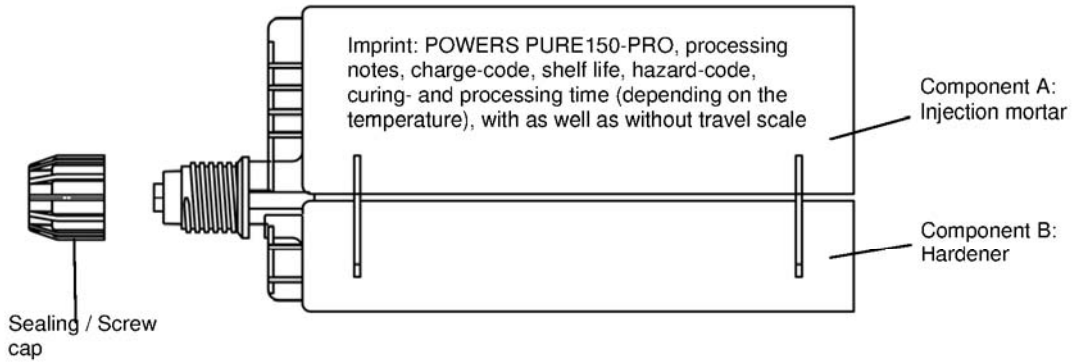 Imprint: POWERS PURE150-PRO, processing
notes, charge-code, shelf life, hazard-code,
curing- and processing time (depending on the
temperature), with as well as without travel scale
Component A:
Injection mortar
Component B:
Hardener
Sealing / Screw
cap